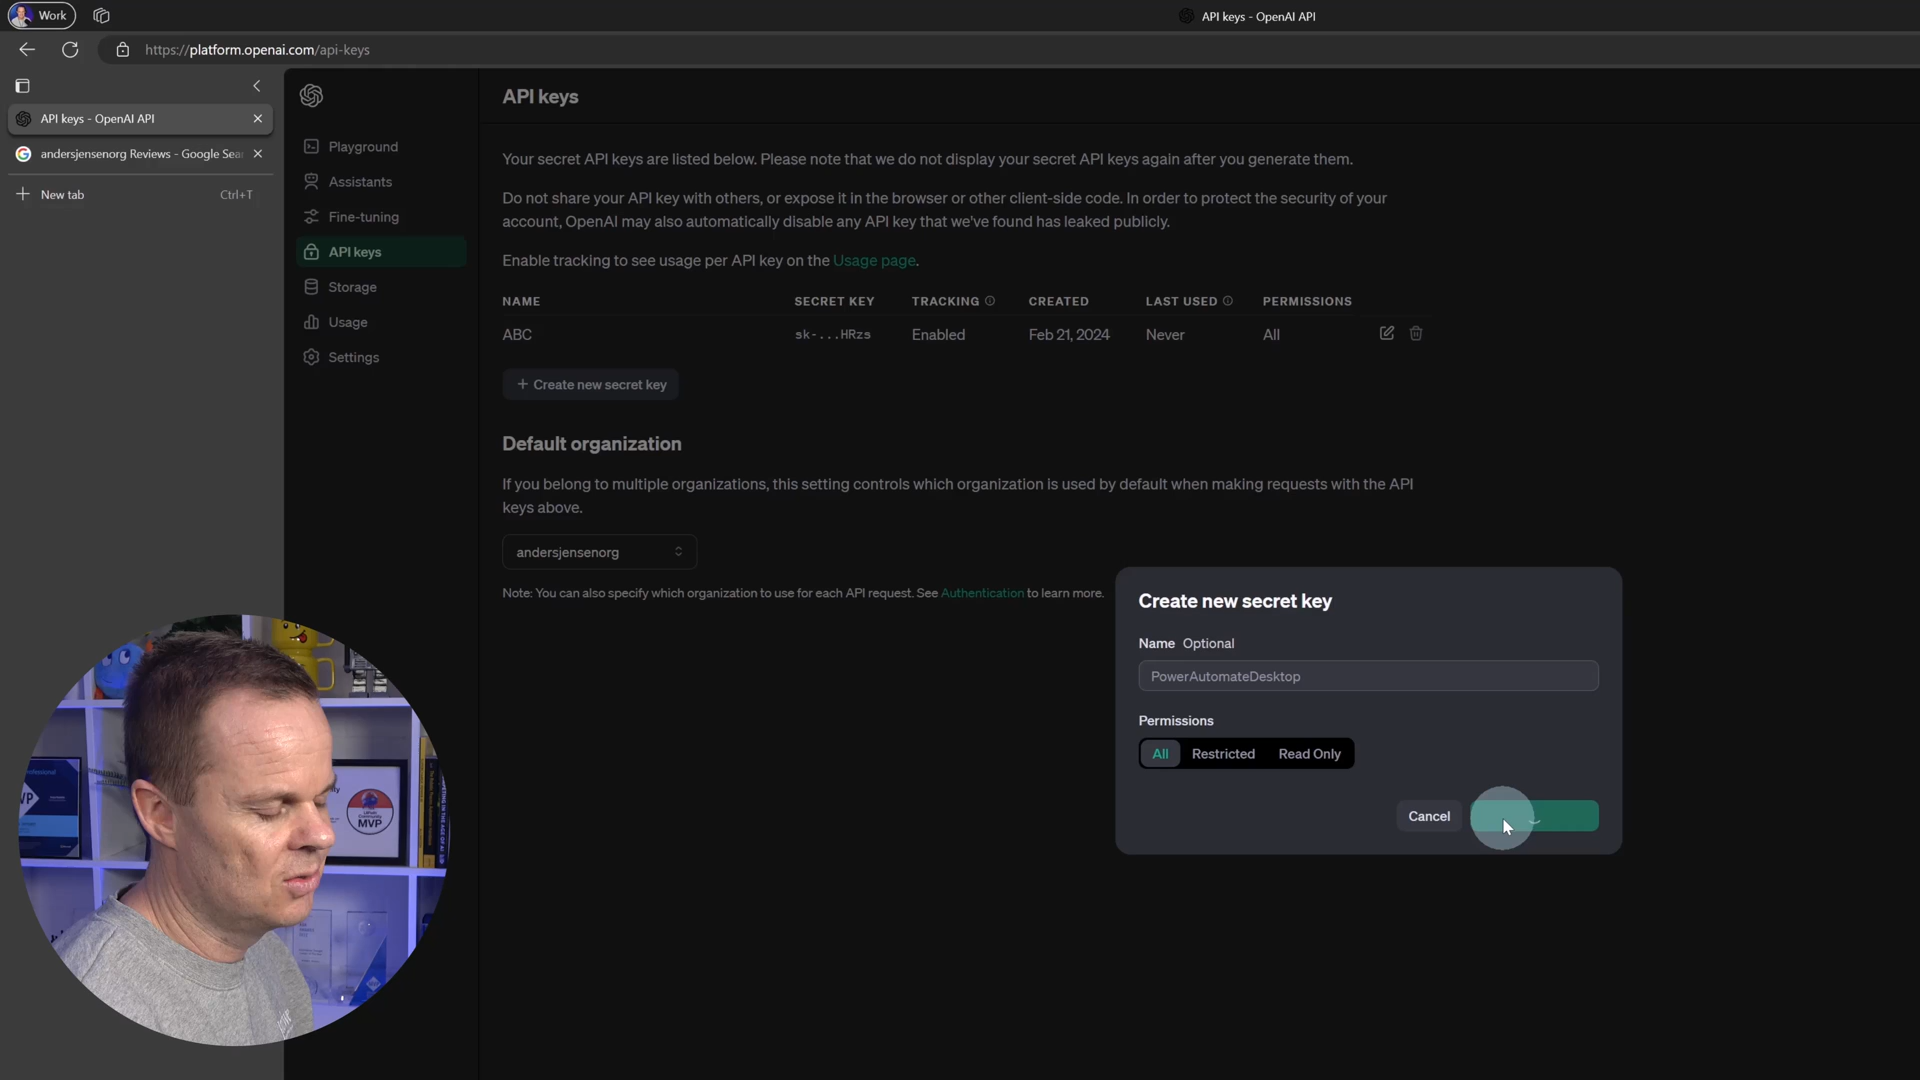 Work
API keys - OpenAI API
https://platform.openai.com/api-keys
API keys - OpenAI API
andersjensenorg Reviews - Google Sear
New tab
Ctrl+T
Playground
Assistants
Fine-tuning
API keys
Storage
Usage
Settings
API keys
Your secret API keys are listed below. Please note that we do not display your secret API keys again after you generate them.
Do not share your API key with others, or expose it in the browser or other client-side code. In order to protect the security of your
account, OpenAI may also automatically disable any API key that we've found has leaked publicly.
Enable tracking to see usage per API key on the Usage page.
NAME SECRET KEY TRACKING CREATED LAST USED PERMISSIONS
ABC sk-...HRzs Enabled Feb 21, 2024 Never All
+ Create new secret key
Default organization
If you belong to multiple organizations, this setting controls which organization is used by default when making requests with the API
keys above.
andersjensenorg
Note: You can also specify which organization to use for each API request. See Authentication to learn more.
Create new secret key
Name Optional
PowerAutomateDesktop
Permissions
All Restricted Read Only
Cancel
MVP